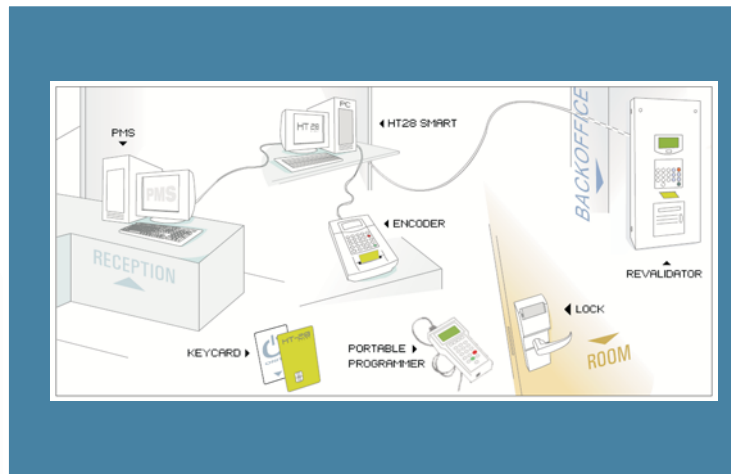 PMS
PMS
HT28
PC
HT28 SMART
ENCODER
RECEPTION
BACKOFFICE
REVALIDATOR
LOCK
ROOM
KEYCARD
HT-28
PORTABLE
PROGRAMMER